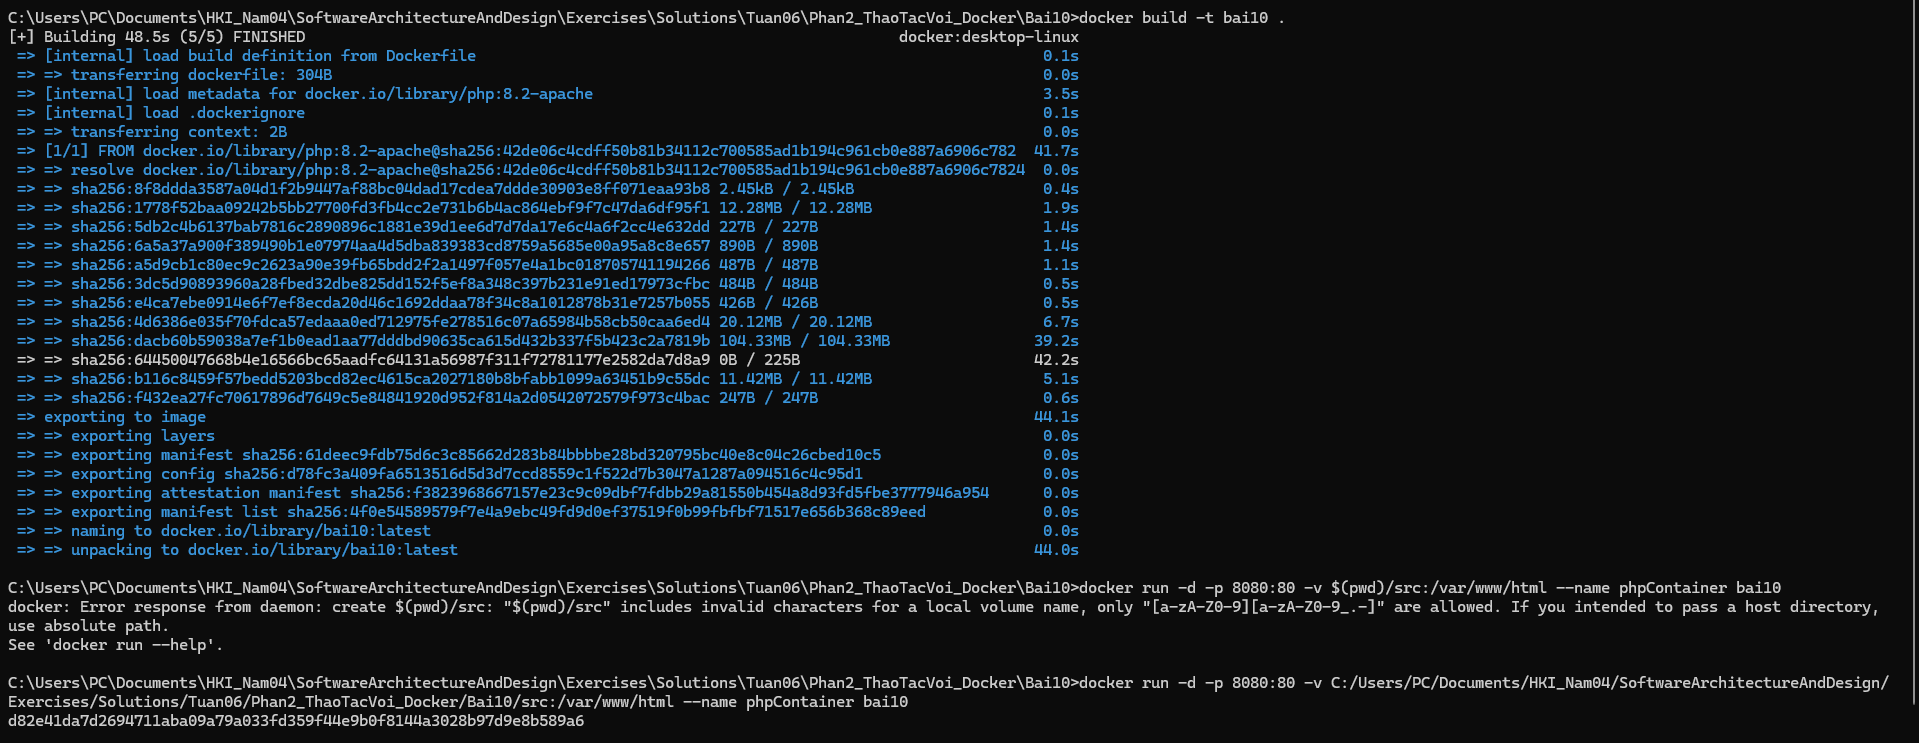 C:\Users\PC\Documents\HKI_Nam04\SoftwareArchitectureAndDesign\Exercises\Solutions\Tuan06\Phan2_ThaoTacVoi_Docker\Bai10>docker build -t bai10 .
[+] Building 48.5s (5/5) FINISHED docker:desktop-linux
=> [internal] load build definition from Dockerfile 0.1s
=> => transferring dockerfile: 304B 0.0s
=> [internal] load metadata for docker.io/library/php:8.2-apache 3.5s
=> [internal] load .dockerignore 0.1s
=> => transferring context: 2B 0.0s
=> [1/1] FROM docker.io/library/php:8.2-apache@sha256:42de06c4cdff50b81b34112c700585ad1b194c961cb0e887a6906c782 41.7s
=> => resolve docker.io/library/php:8.2-apache@sha256:42de06c4cdff50b81b34112c700585ad1b194c961cb0e887a6906c7824 0.0s
=> => sha256:8f8ddda3587a04d1f2b9447af88bc04dad17cdea7ddde30903e8ff071eaa93b8 2.45kB / 2.45kB 0.4s
=> => sha256:1778f52baa09242b5bb27700fd3fb4cc2e731b6b4ac864ebf9f7c47da6df95f1 12.28MB / 12.28MB 1.9s
=> => sha256:5db2c4b6137bab7816c2890896c1881e39d1ee6d7d7da17e6c4a6f2cc4e632dd 227B / 227B 1.4s
=> => sha256:6a5a37a900f389490b1e07974aa4d5dba839383cd8759a5685e00a95a8c8e657 890B / 890B 1.4s
=> => sha256:a5d9cb1c80ec9c2623a90e39fb65bdd2f2a1497f057e4a1bc018705741194266 487B / 487B 1.1s
=> => sha256:3dc5d90893960a28fbed32dbe825dd152f5ef8a348c397b231e91ed17973cfbc 484B / 484B 0.5s
=> => sha256:e4ca7ebe0914e6f7ef8ecda20d46c1692ddaa78f34c8a1012878b31e7257b055 426B / 426B 0.5s
=> => sha256:4d6386e035f70fdca57edaaa0ed712975fe278516c07a65984b58cb50caa6ed4 20.12MB / 20.12MB 6.7s
=> => sha256:dacb60b59038a7ef1b0ead1aa77dddbd90635ca615d432b337f5b423c2a7819b 104.33MB / 104.33MB 39.2s
=> => sha256:64450047668b4e16566bc65aadfc64131a56987f311f72781177e2582da7d8a9 0B / 225B 42.2s
=> => sha256:b116c8459f57bedd5203bcd82ec4615ca2027180b8bfabb1099a63451b9c55dc 11.42MB / 11.42MB 5.1s
=> => sha256:f432ea27fc70617896d7649c5e84841920d952f814a2d0542072579f973c4bac 247B / 247B 0.6s
=> exporting to image 44.1s
=> => exporting layers 0.0s
=> => exporting manifest sha256:61deec9fdb75d6c3c85662d283b84bbbbe28bd320795bc40e8c04c26cbed10c5 0.0s
=> => exporting config sha256:d78fc3a409fa6513516d5d3d7ccd8559c1f522d7b3047a1287a094516c4c95d1 0.0s
=> => exporting attestation manifest sha256:f3823968667157e23c9c09dbf7fdbb29a81550b454a8d93fd5fbe3777946a954 0.0s
=> => exporting manifest list sha256:4f0e54589579f7e4a9ebc49fd9d0ef37519f0b99fbfbf71517e656b368c89eed 0.0s
=> => naming to docker.io/library/bai10:latest 0.0s
=> => unpacking to docker.io/library/bai10:latest 44.0s
C:\Users\PC\Documents\HKI_Nam04\SoftwareArchitectureAndDesign\Exercises\Solutions\Tuan06\Phan2_ThaoTacVoi_Docker\Bai10>docker run -d -p 8080:80 -v $(pwd)/src:/var/www/html --name phpContainer bai10
docker: Error response from daemon: create $(pwd)/src: "$(pwd)/src" includes invalid characters for a local volume name, only "[a-zA-Z0-9][a-zA-Z0-9_.-]" are allowed. If you intended to pass a host directory,
use absolute path.
See 'docker run --help'.
C:\Users\PC\Documents\HKI_Nam04\SoftwareArchitectureAndDesign\Exercises\Solutions\Tuan06\Phan2_ThaoTacVoi_Docker\Bai10>docker run -d -p 8080:80 -v C:/Users/PC/Documents/HKI_Nam04/SoftwareArchitectureAndDesign/
Exercises/Solutions/Tuan06/Phan2_ThaoTacVoi_Docker/Bai10/src:/var/www/html --name phpContainer bai10
d82e41da7d2694711aba09a79a033fd359f44e9b0f8144a3028b97d9e8b589a6